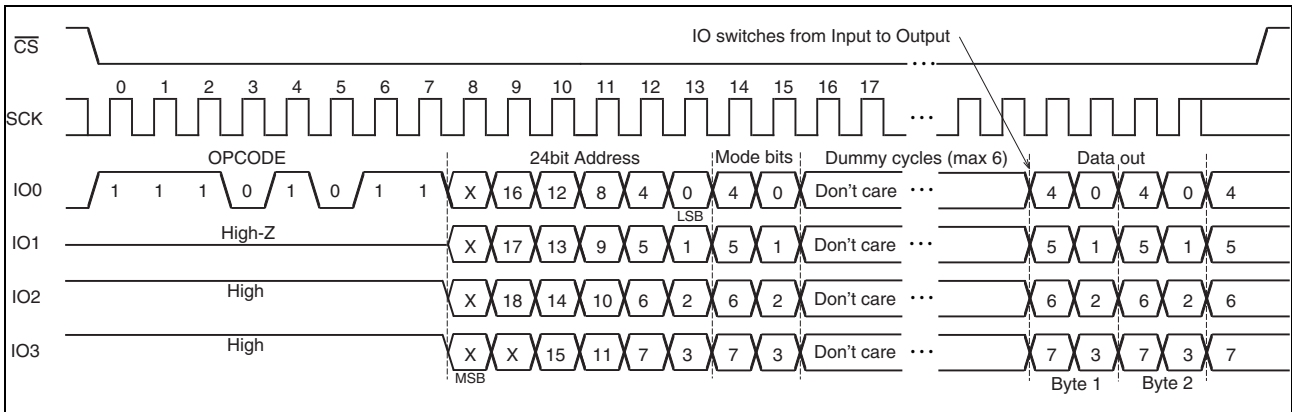 CS
IO switches from Input to Output
0 1 2 3 4 5 6 7 8 9 10 11 12 13 14 15 16 17
SCK
OPCODE 24bit Address Mode bits Dummy cycles (max 6) Data out
IO0 1 1 1 0 1 0 1 1 X 16 12 8 4 0 4 0 Don't care ··· 4 0 4 0 4
LSB
IO1 High-Z X 17 13 9 5 1 5 1 Don't care ··· 5 1 5 1 5
IO2 High X 18 14 10 6 2 6 2 Don't care ··· 6 2 6 2 6
IO3 High X X 15 11 7 3 7 3 Don't care ··· 7 3 7 3 7
MSB
Byte 1 Byte 2